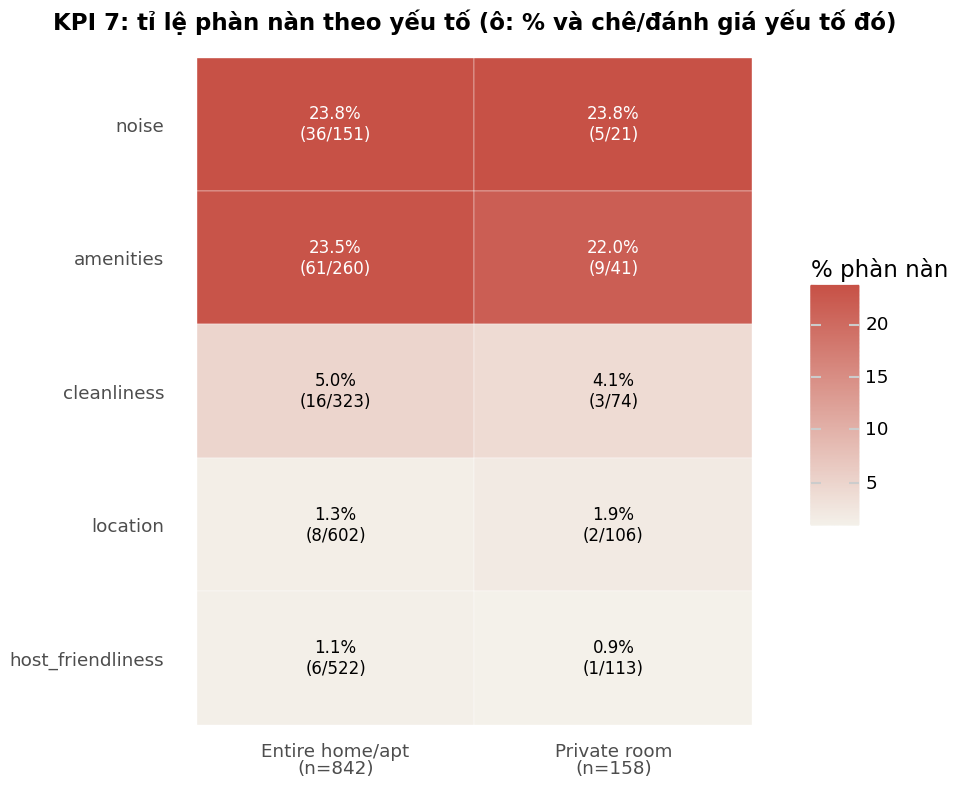 KPI 7: tỉ lệ phàn nàn theo yếu tố (ô: % và chê/đánh giá yếu tố đó)
noise
23.8%
(36/151)
23.8%
(5/21)
amenities
23.5%
(61/260)
22.0%
(9/41)
cleanliness
5.0%
(16/323)
4.1%
(3/74)
location
1.3%
(8/602)
1.9%
(2/106)
host_friendliness
1.1%
(6/522)
0.9%
(1/113)
Entire home/apt
(n=842)
Private room
(n=158)
% phàn nàn
20
15
10
5